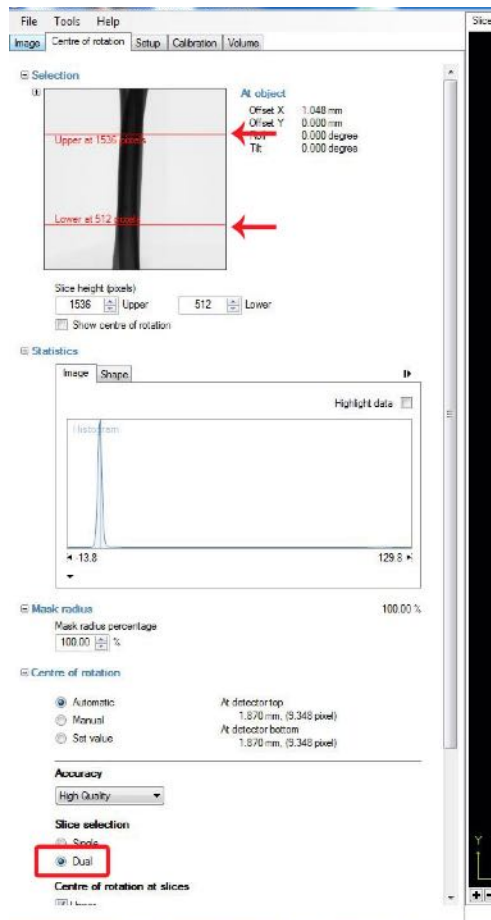 File Tools Help
Slice
Image Centre of rotation Setup Calibration Volume
Selection
At object
Offset X 1.048 mm
Offset Y 0.000 mm
Roll 0.000 degree
Tilt 0.000 degree
Upper at 1536 pixels
Lower at 512 pixels
Slice height (pixels)
1536 Upper 512 Lower
Show centre of rotation
Statistics
Image Shape
Highlight data
Histogram
-13.8 129.8
Mask radius 100.00 %
Mask radius percentage
100.00 %
Centre of rotation
Automatic
Manual
Set value
At detector top
1.870 mm, (9.348 pixel)
At detector bottom
1.870 mm, (9.348 pixel)
Accuracy
High Quality
Slice selection
Single
Dual
Centre of rotation at slices
Upper
Y